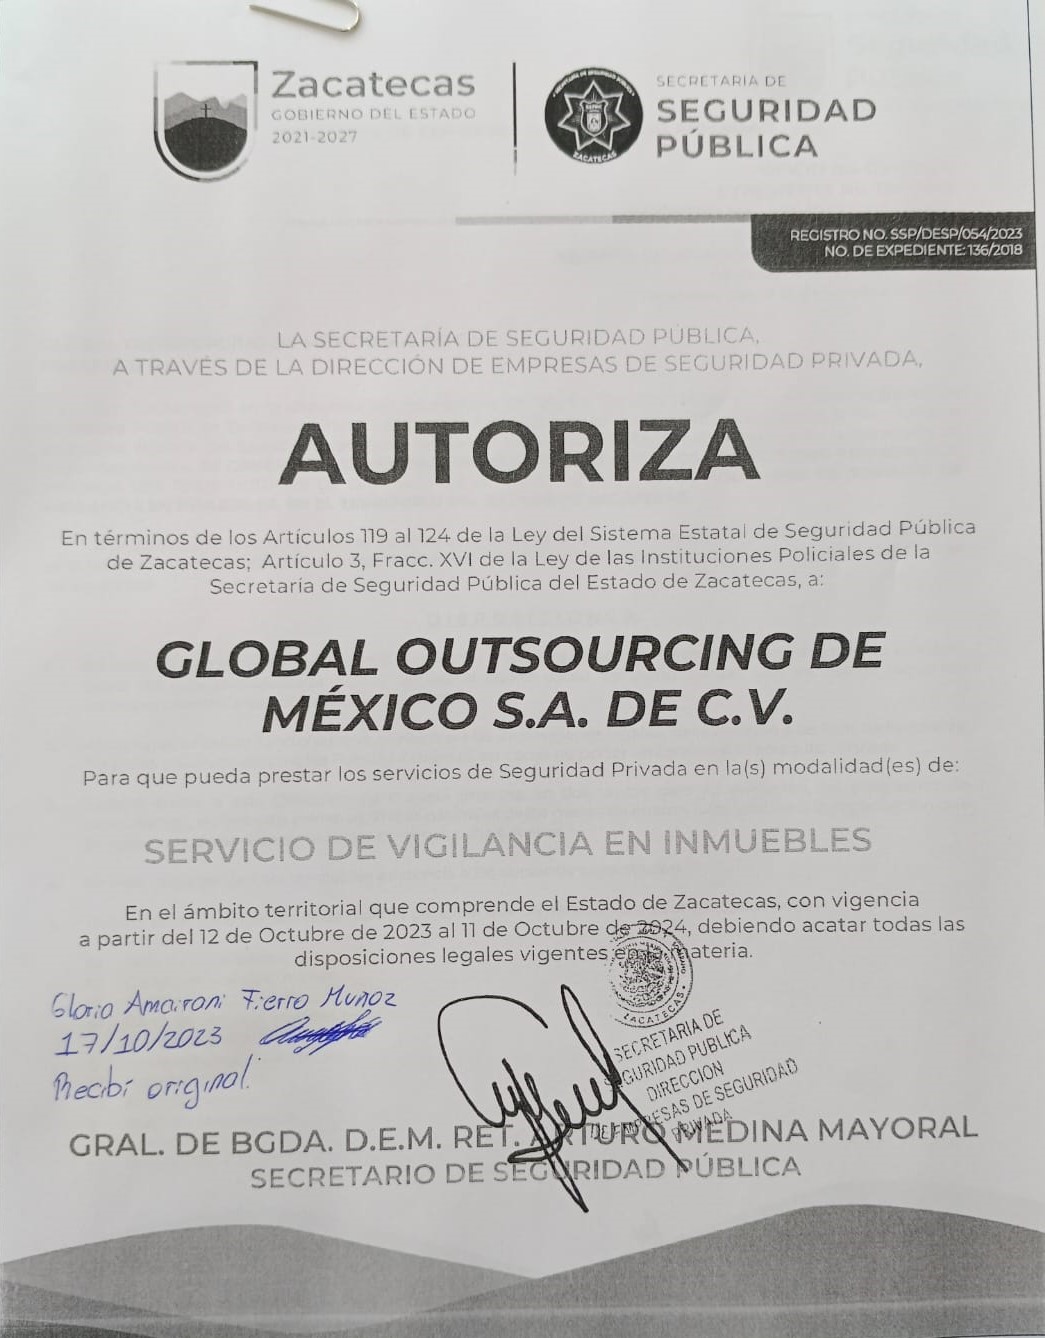 Zacatecas
GOBIERNO DEL ESTADO
2021-2027
SECRETARÍA DE
SEGURIDAD
PÚBLICA
ZACATECAS
REGISTRO NO. SSP/DESP/054/2023
NO. DE EXPEDIENTE: 136/2018
LA SECRETARÍA DE SEGURIDAD PÚBLICA,
A TRAVÉS DE LA DIRECCIÓN DE EMPRESAS DE SEGURIDAD PRIVADA,
AUTORIZA
En términos de los Artículos 119 al 124 de la Ley del Sistema Estatal de Seguridad Pública
de Zacatecas; Artículo 3, Fracc. XVI de la Ley de las Instituciones Policiales de la
Secretaría de Seguridad Pública del Estado de Zacatecas, a:
GLOBAL OUTSOURCING DE
MÉXICO S.A. DE C.V.
Para que pueda prestar los servicios de Seguridad Privada en la(s) modalidad(es) de:
SERVICIO DE VIGILANCIA EN INMUEBLES
En el ámbito territorial que comprende el Estado de Zacatecas, con vigencia
a partir del 12 de Octubre de 2023 al 11 de Octubre de 2024, debiendo acatar todas las
disposiciones legales vigentes en la materia.
Gloria Amairani Fierro Muñoz
17/10/2023
Recibí original.
ZACATECAS.
SECRETARIA DE
SEGURIDAD PUBLICA
DIRECCION
DE EMPRESAS DE SEGURIDAD
PRIVADA
GRAL. DE BGDA. D.E.M. RET. ARTURO MEDINA MAYORAL
SECRETARIO DE SEGURIDAD PÚBLICA